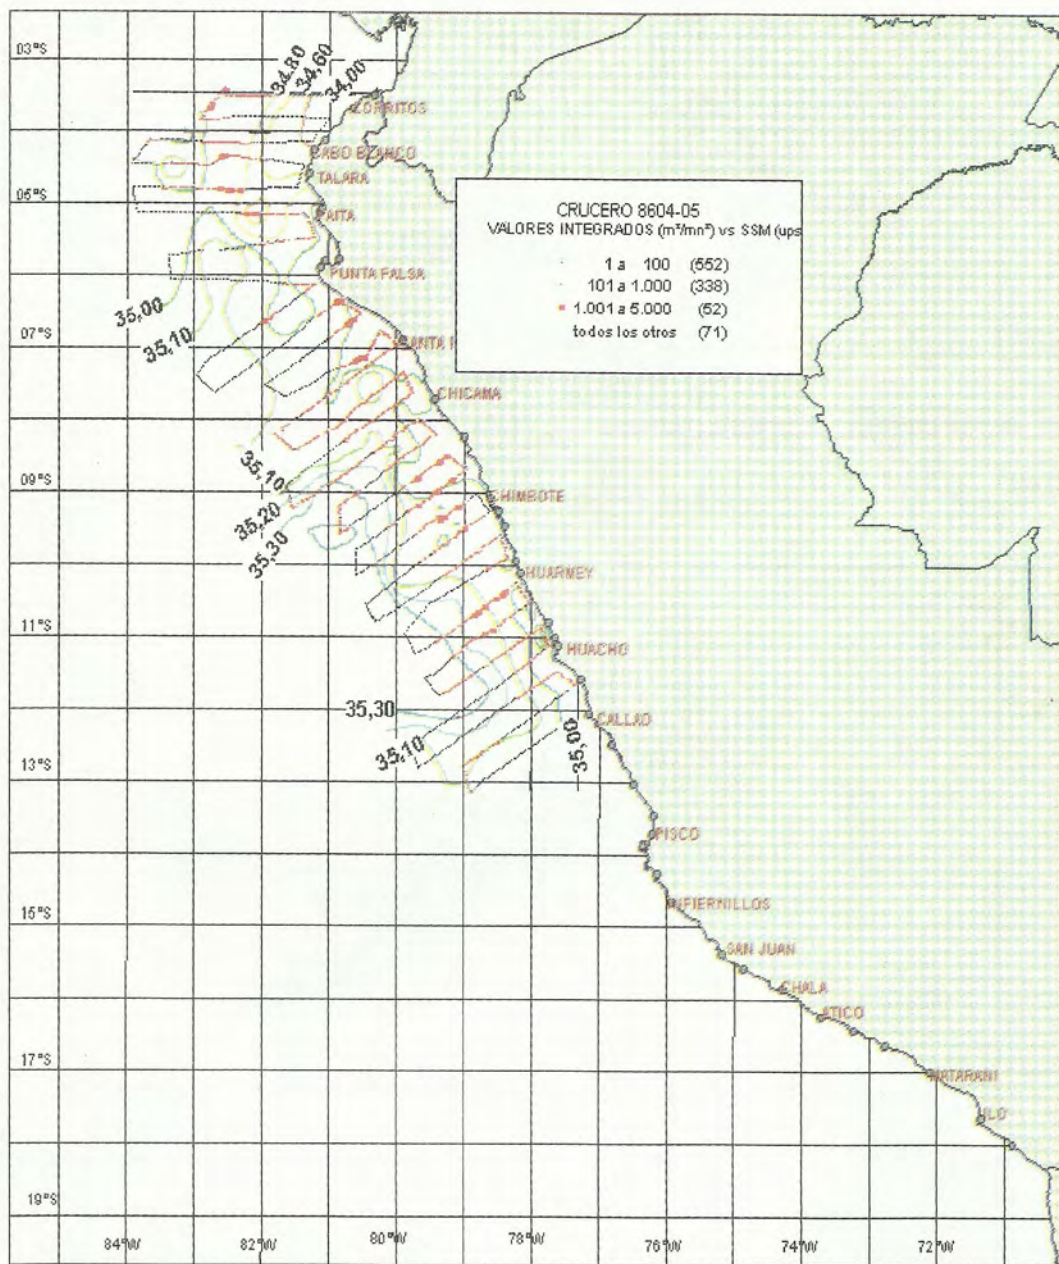 03°S
34,80
34,60
34,00
ZORRITOS
CABO BLANCO
TALARA
05°S
PAITA
CRUCERO 8604-05
VALORES INTEGRADOS (m²/mn²) vs SSM (ups
1 a 100 (552)
101 a 1.000 (338)
1.001 a 5.000 (52)
todos los otros (71)
PUNTA FALSA
35,00
35,10
07°S
CHICAMA
35,10
09°S
CHIMBOTE
35,20
35,30
HUARMEY
11°S
HUACHO
35,30
CALLAO
35,10
35,00
13°S
PISCO
INFIERNILLOS
15°S
SAN JUAN
CHALA
ATICO
17°S
MATARANI
ILO
19°S
84°W
82°W
80°W
78°W
76°W
74°W
72°W